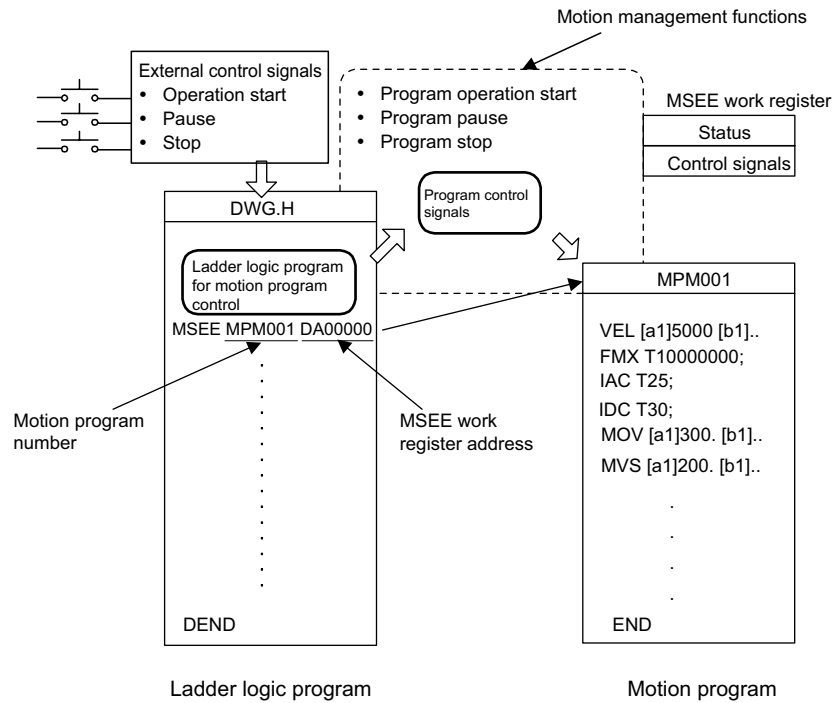 Motion management functions
External control signals
• Operation start
• Pause
• Stop
• Program operation start
• Program pause
• Program stop
MSEE work register
Status
Control signals
DWG.H
Program control
signals
Ladder logic program
for motion program
control
MSEE MPM001 DA00000
Motion program
number
MSEE work
register address
DEND
MPM001
VEL [a1]5000 [b1]..
FMX T10000000;
IAC T25;
IDC T30;
MOV [a1]300. [b1]..
MVS [a1]200. [b1]..
END
Ladder logic program
Motion program